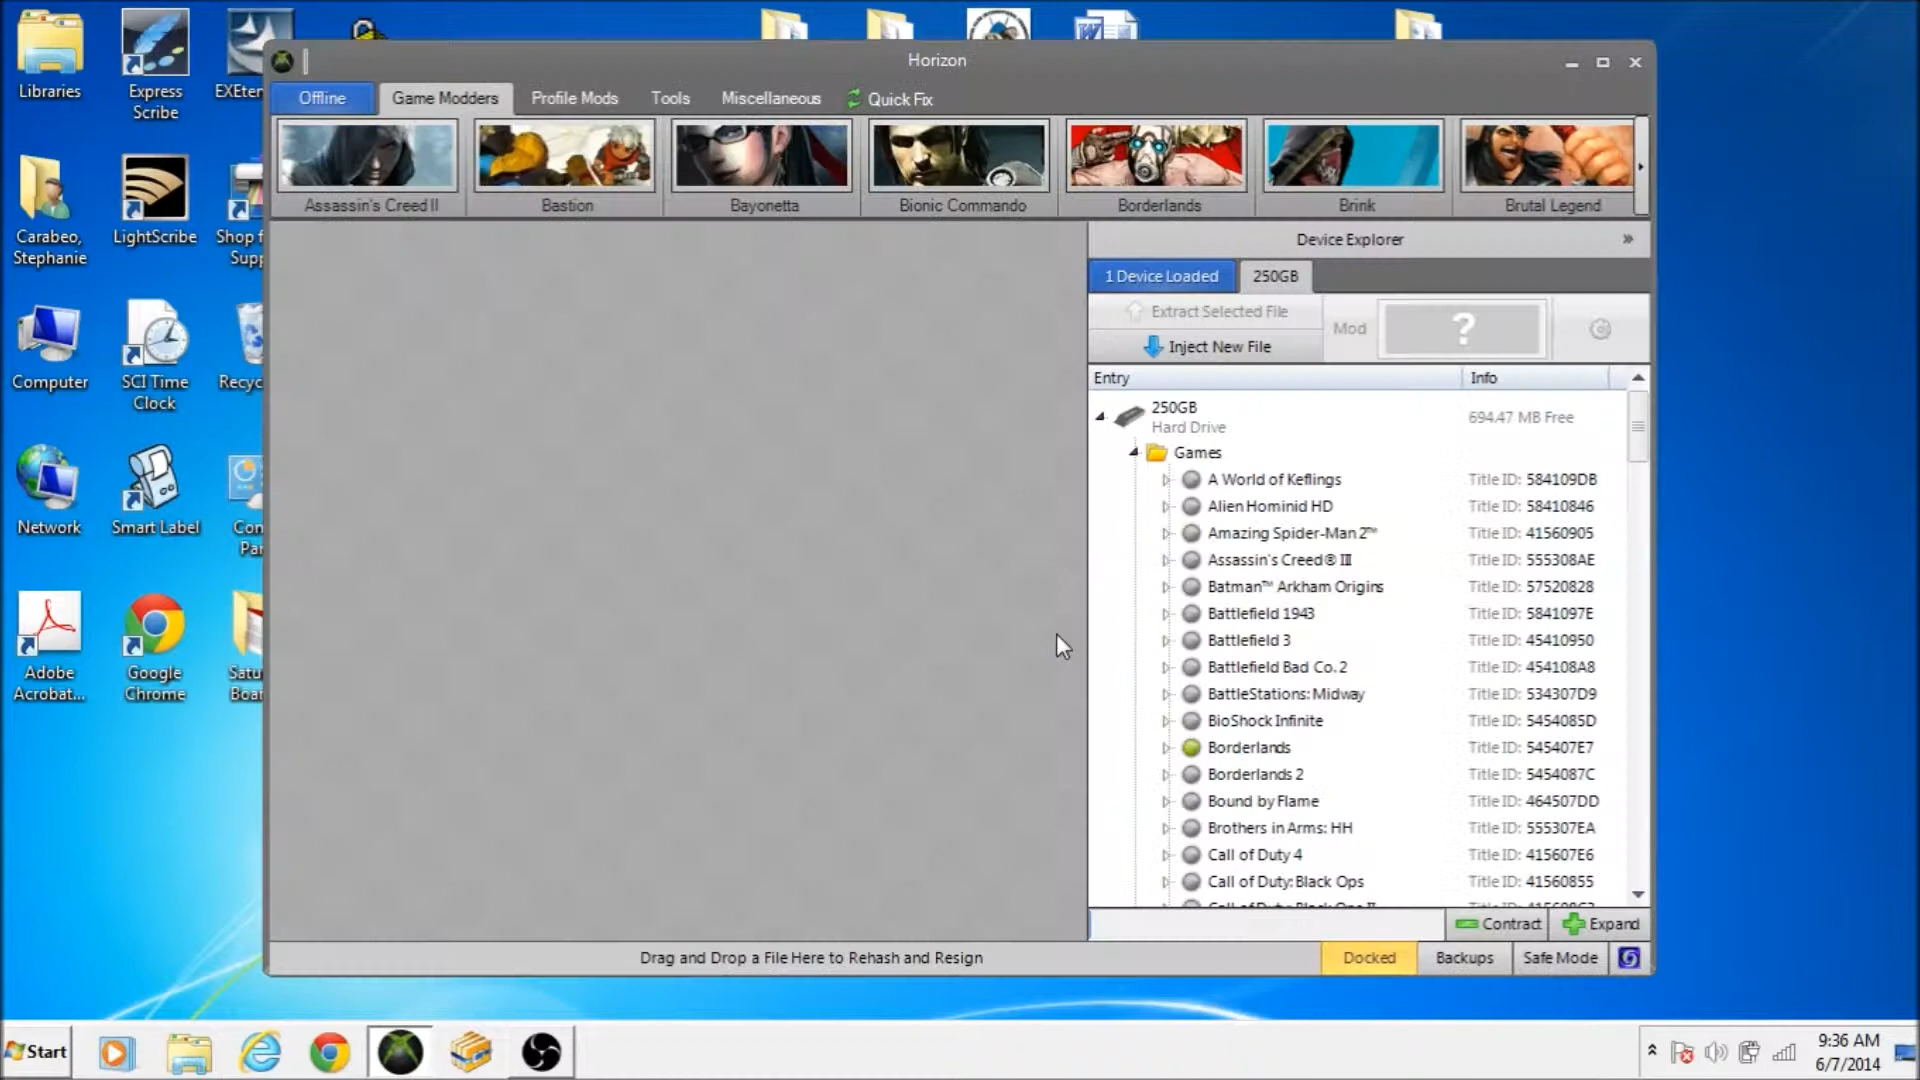 Libraries
Express
Scribe
EXEter
Carabeo,
Stephanie
LightScribe
Shop f
Supp
Computer
SCI Time
Clock
Recyc
Network
Smart Label
Con
Pa
Adobe
Acrobat...
Google
Chrome
Satu
Boar
Horizon
Offline
Game Modders
Profile Mods
Tools
Miscellaneous
Quick Fix
Assassin's Creed II
Bastion
Bayonetta
Bionic Commando
Borderlands
Brink
Brutal Legend
Device Explorer
»
1 Device Loaded
250GB
Extract Selected File
Inject New File
Mod
?
Entry
Info
250GB
Hard Drive
694.47 MB Free
Games
A World of Keflings Title ID: 584109DB
Alien Hominid HD Title ID: 58410846
Amazing Spider-Man 2™ Title ID: 41560905
Assassin's Creed® III Title ID: 555308AE
Batman™ Arkham Origins Title ID: 57520828
Battlefield 1943 Title ID: 5841097E
Battlefield 3 Title ID: 45410950
Battlefield Bad Co. 2 Title ID: 454108A8
BattleStations: Midway Title ID: 534307D9
BioShock Infinite Title ID: 5454085D
Borderlands Title ID: 545407E7
Borderlands 2 Title ID: 5454087C
Bound by Flame Title ID: 464507DD
Brothers in Arms: HH Title ID: 555307EA
Call of Duty 4 Title ID: 415607E6
Call of Duty: Black Ops Title ID: 41560855
Contract
Expand
Drag and Drop a File Here to Rehash and Resign
Docked
Backups
Safe Mode
Start
9:36 AM
6/7/2014